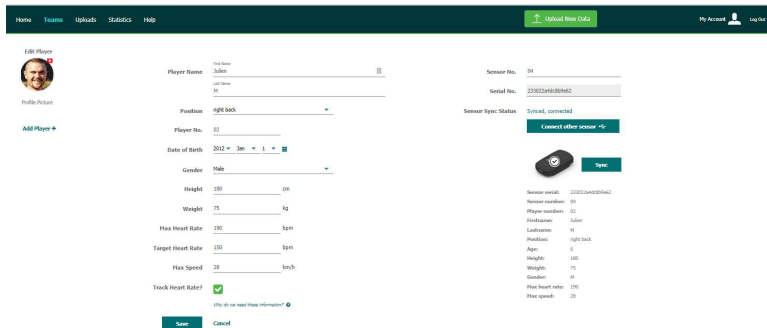 Home Teams Uploads Statistics Help Upload New Data My Account Log Out
Edit Player
Profile Picture
Add Player +
First Name
Player Name Julien
Last Name
M
Position right back
Player No. 02
Date of Birth 2012 Jan 1
Gender Male
Height 180 cm
Weight 75 kg
Max Heart Rate 190 bpm
Target Heart Rate 150 bpm
Max Speed 28 km/h
Track Heart Rate?
Why do we need these information?
Save Cancel
Sensor No. 04
Serial No. 233022a4dc8b9e62
Sensor Sync Status Synced, connected
Connect other sensor
Sync
Sensor serial: 233022a4dc8b9e62
Sensor number: 04
Player number: 02
Firstname: Julien
Lastname: M
Position: right back
Age: 6
Height: 180
Weight: 75
Gender: M
Max heart rate: 190
Max speed: 28